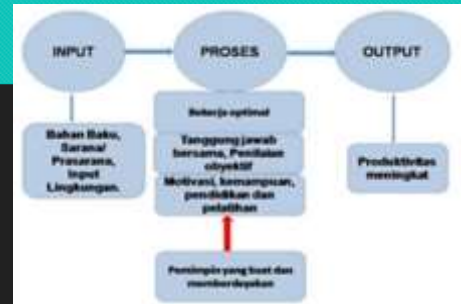 INPUT
PROSES
OUTPUT
Bahan Baku,
Sarana/
Prasarana,
Input
Lingkungan.
Bekerja optimal
Tanggung jawab
bersama, Penilaian
obyektif
Motivasi, kemampuan,
pendidikan dan
pelatihan
Produktivitas
meningkat
Pemimpin yang kuat dan
memberdayakan